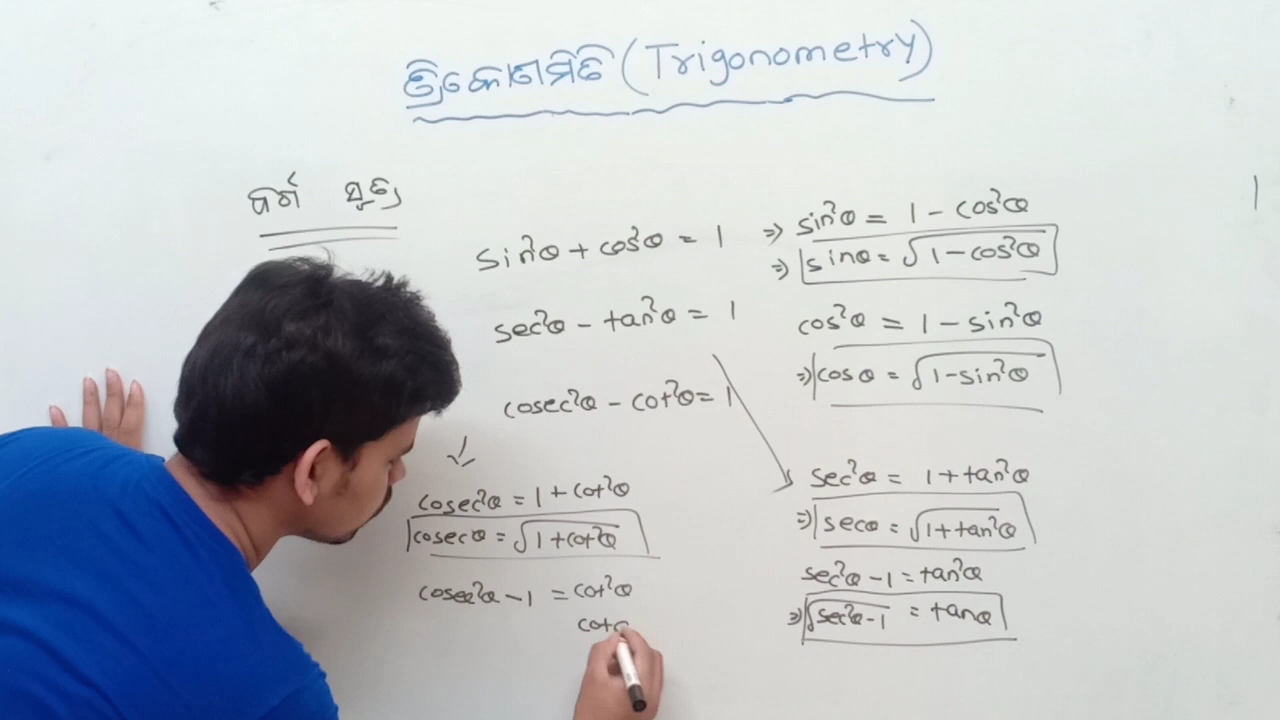 ତ୍ରିକୋଣମିତି (Trigonometry)
ବର୍ଗ ସୂତ୍ର
sin²θ + cos²θ = 1
sec²θ - tan²θ = 1
cosec²θ - cot²θ = 1
cosec²θ = 1 + cot²θ
cosecθ = √(1 + cot²θ)
cosec²θ - 1 = cot²θ
cotθ
⇒ sin²θ = 1 - cos²θ
⇒ sinθ = √(1 - cos²θ)
cos²θ = 1 - sin²θ
⇒ cosθ = √(1 - sin²θ)
sec²θ = 1 + tan²θ
⇒ secθ = √(1 + tan²θ)
sec²θ - 1 = tan²θ
⇒ √(sec²θ - 1) = tanθ